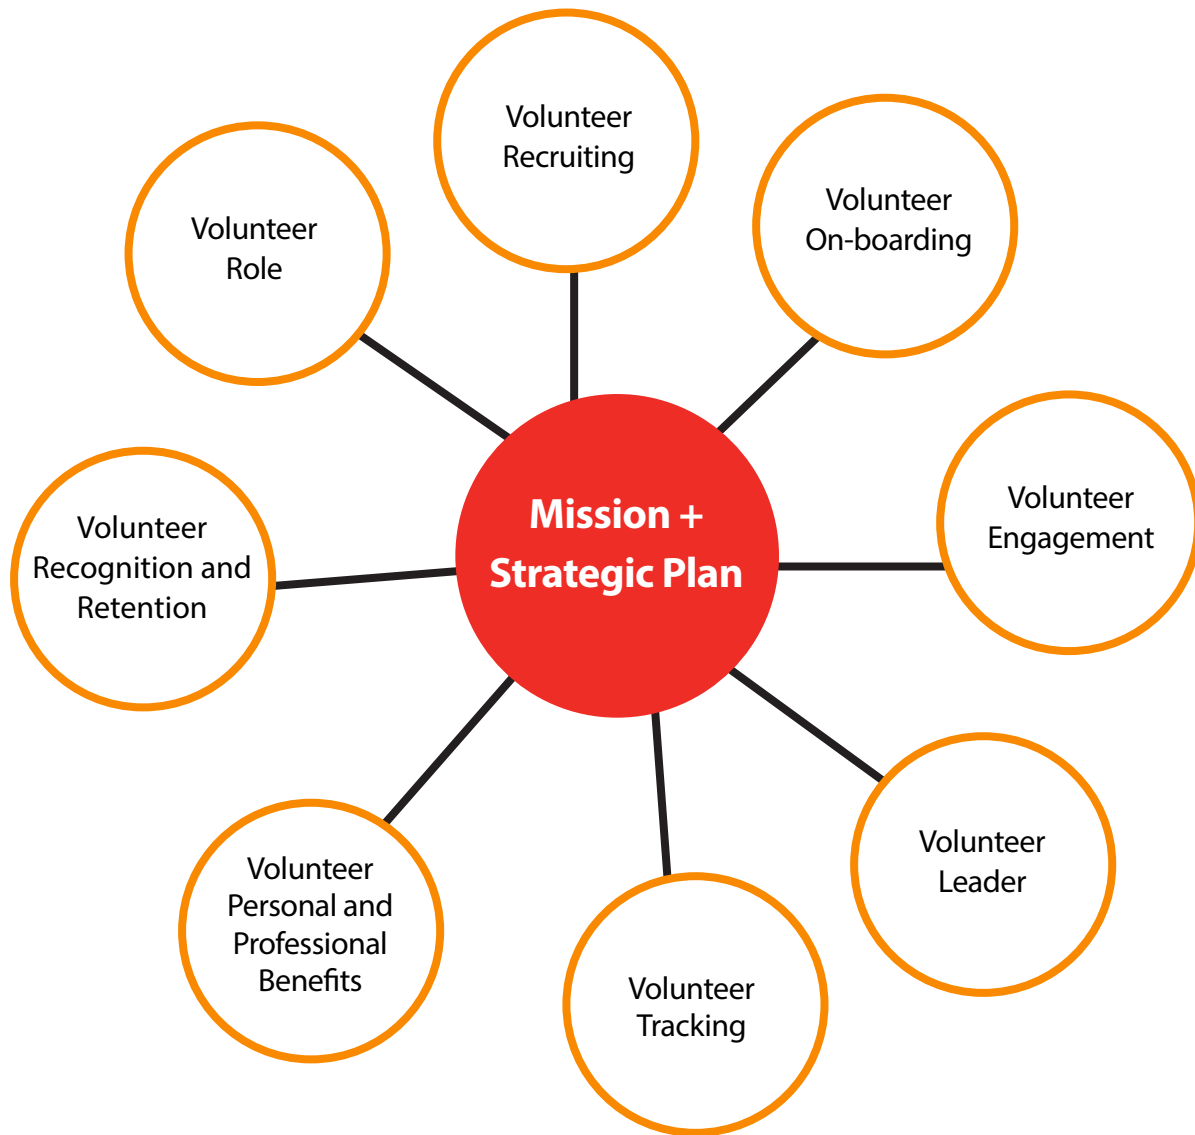 Volunteer
Recruiting
Volunteer
On-boarding
Volunteer
Role
Mission +
Strategic Plan
Volunteer
Engagement
Volunteer
Recognition and
Retention
Volunteer
Leader
Volunteer
Personal and
Professional
Benefits
Volunteer
Tracking